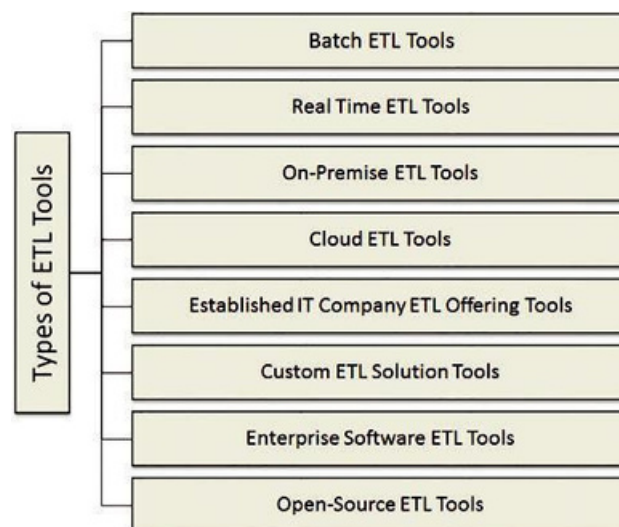 Types of ETL Tools
Batch ETL Tools
Real Time ETL Tools
On-Premise ETL Tools
Cloud ETL Tools
Established IT Company ETL Offering Tools
Custom ETL Solution Tools
Enterprise Software ETL Tools
Open-Source ETL Tools